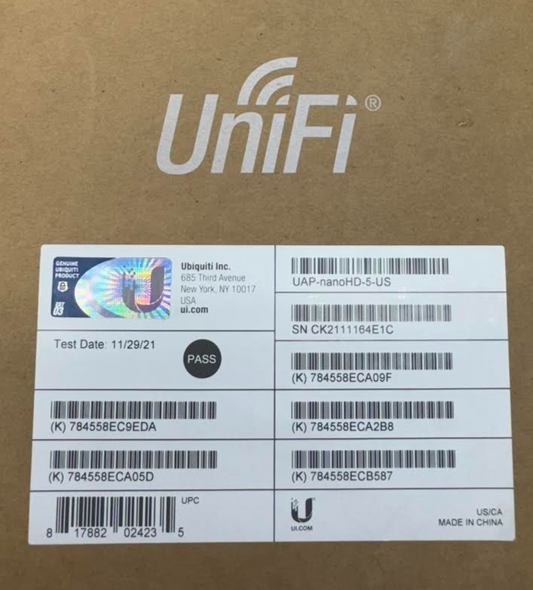 UniFi®
GENUINE
UBIQUITI
PRODUCT
Ubiquiti Inc.
685 Third Avenue
New York, NY 10017
USA
ui.com
03
UAP-nanoHD-5-US
SN CK2111164E1C
Test Date: 11/29/21
PASS
(K) 784558ECA09F
(K) 784558EC9EDA
(K) 784558ECA2B8
(K) 784558ECA05D
(K) 784558ECB587
UPC
8 17882 02423 5
UI.COM
US/CA
MADE IN CHINA